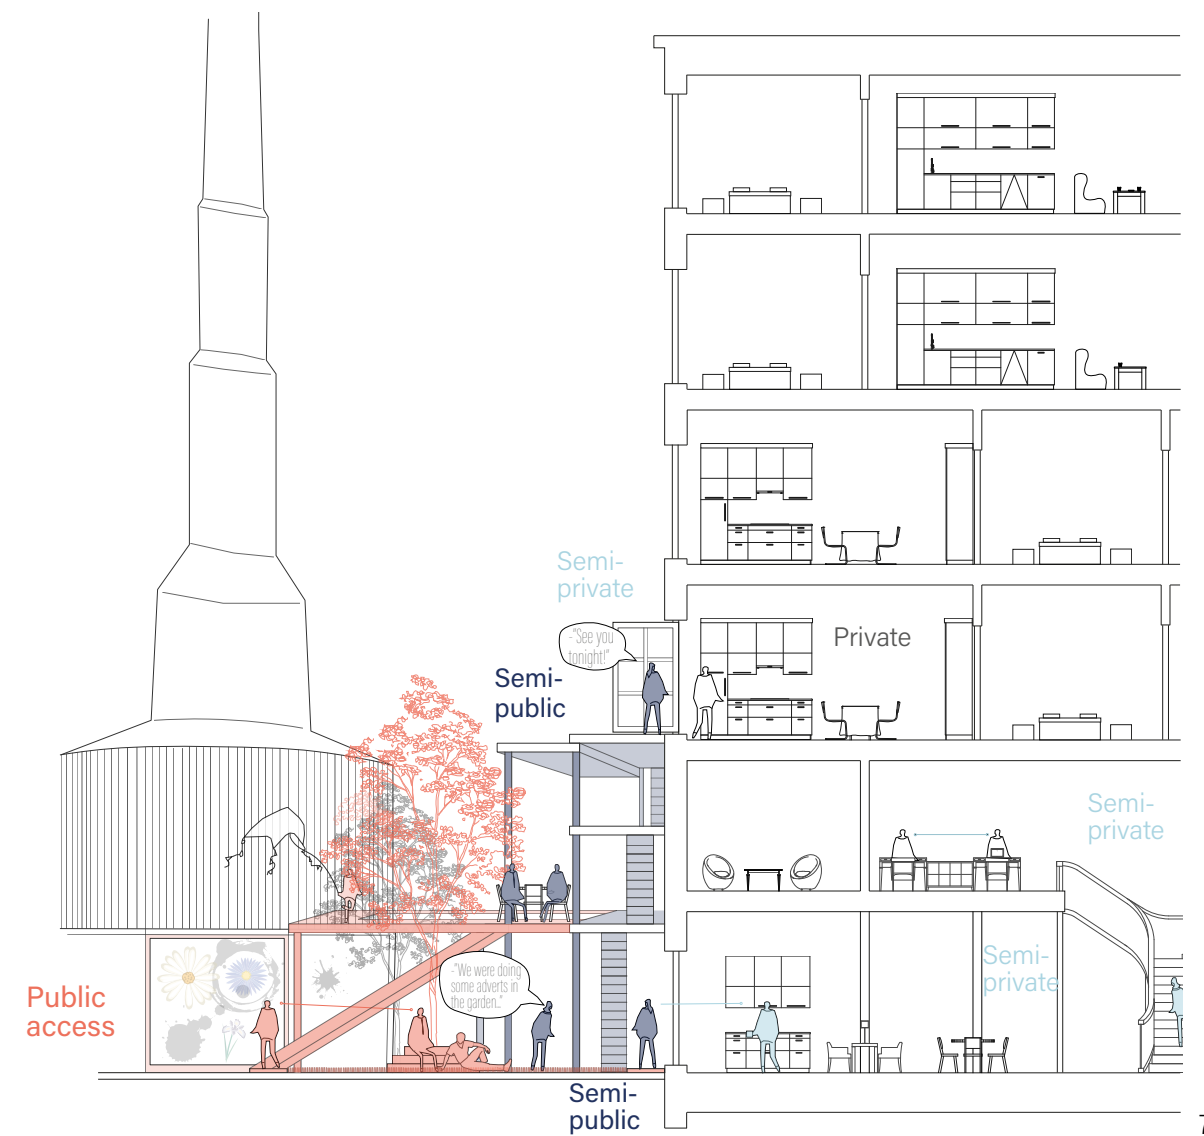 Semi-
private
-"See you
tonight!"
Private
Semi-
public
Semi-
private
Semi-
private
-"We were doing
some adverts in
the garden.."
Public
access
Semi-
public